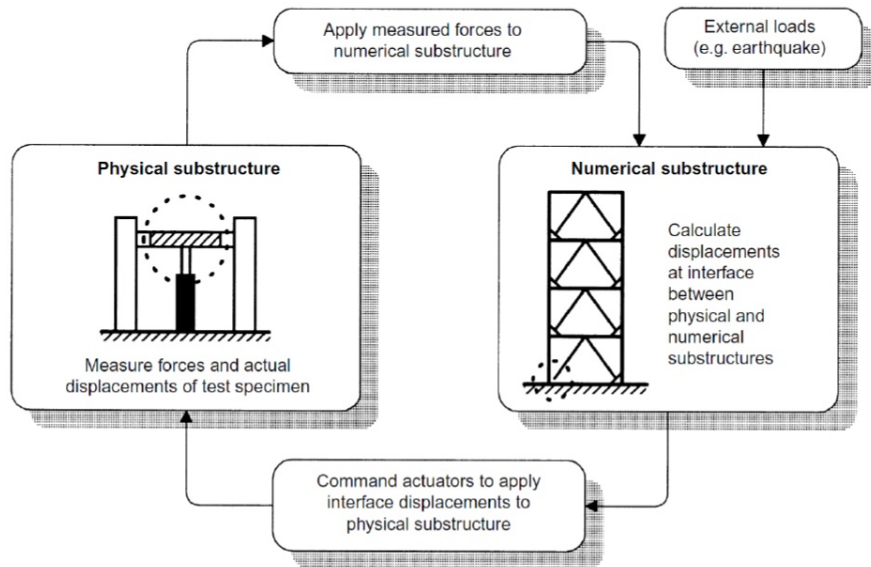 Apply measured forces to
numerical substructure
External loads
(e.g. earthquake)
Physical substructure
Measure forces and actual
displacements of test specimen
Numerical substructure
Calculate
displacements
at interface
between
physical and
numerical
substructures
Command actuators to apply
interface displacements to
physical substructure